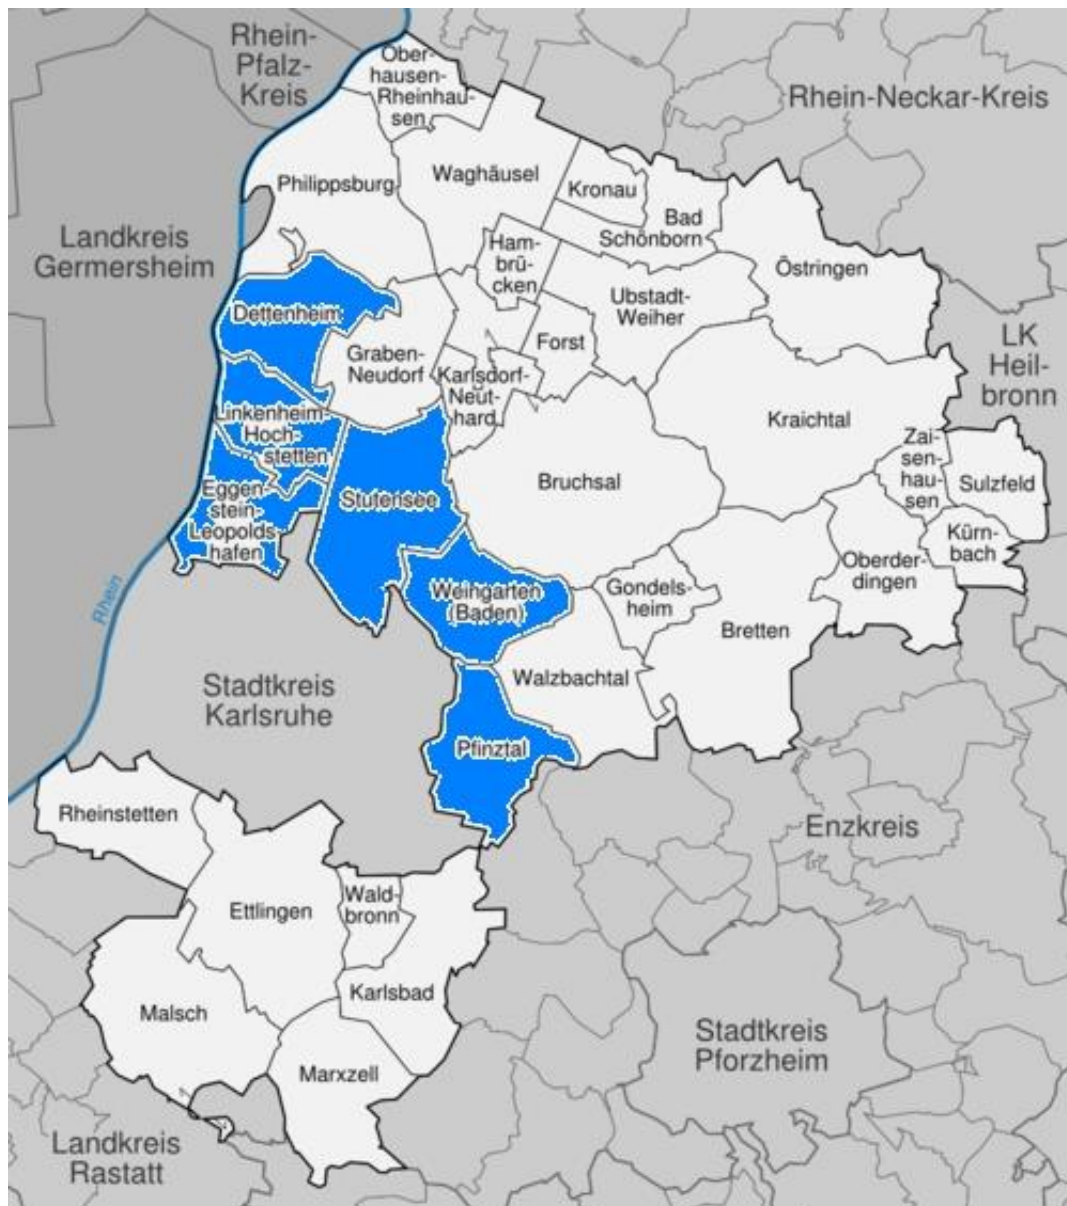 Rhein-
Pfalz-
Kreis
Ober-
hausen-
Rheinhau-
sen
Rhein-Neckar-Kreis
Philippsburg
Waghäusel
Kronau
Bad
Schönborn
Landkreis
Germersheim
Ham-
brü-
cken
Östringen
Dettenheim
Ubstadt-
Weiher
Forst
Graben-
Neudorf
Karlsdorf-
Neut-
hard
LK
Heil-
bronn
Linkenheim-
Hoch-
stetten
Kraichtal
Zai-
sen-
hau-
sen
Sulzfeld
Bruchsal
Stutensee
Eggen-
stein-
Leopolds
hafen
Kürn-
bach
Oberder-
dingen
Rhein
Weingarten
(Baden)
Gondels-
heim
Bretten
Stadtkreis
Karlsruhe
Walzbachtal
Pfinztal
Rheinstetten
Enzkreis
Ettlingen
Wald-
bronn
Karlsbad
Malsch
Stadtkreis
Pforzheim
Marxzell
Landkreis
Rastatt